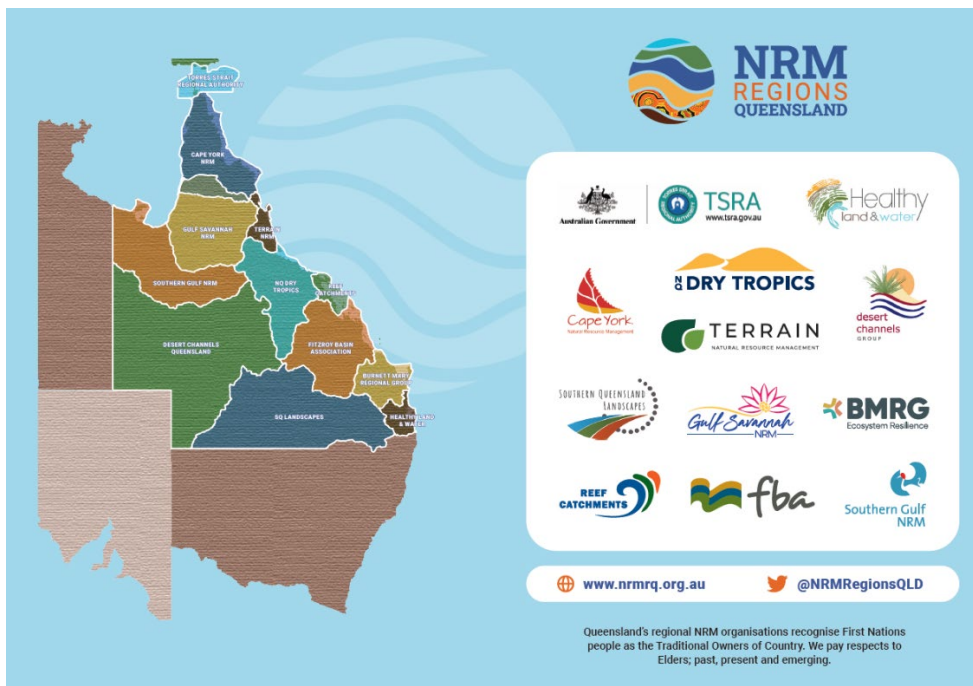 TORRES STRAIT
REGIONAL AUTHORITY
CAPE YORK
NRM
GULF SAVANNAH
NRM
TERRAIN
NRM
SOUTHERN GULF NRM
NQ DRY
TROPICS
REEF
CATCHMENTS
DESERT CHANNELS
QUEENSLAND
FITZROY BASIN
ASSOCIATION
BURNETT MARY
REGIONAL GROUP
SQ LANDSCAPES
HEALTHY LAND
& WATER
NRM
REGIONS
QUEENSLAND
Australian Government
TSRA
www.tsra.gov.au
Healthy
land & water
Cape York
Natural Resource Management
NQ DRY TROPICS
TERRAIN
NATURAL RESOURCE MANAGEMENT
desert
channels
GROUP
SOUTHERN QUEENSLAND
LANDSCAPES
Gulf Savannah
NRM
BMRG
Ecosystem Resilience
REEF
CATCHMENTS
fba
Southern Gulf
NRM
www.nrmrq.org.au
@NRMRegionsQLD
Queensland's regional NRM organisations recognise First Nations
people as the Traditional Owners of Country. We pay respects to
Elders; past, present and emerging.